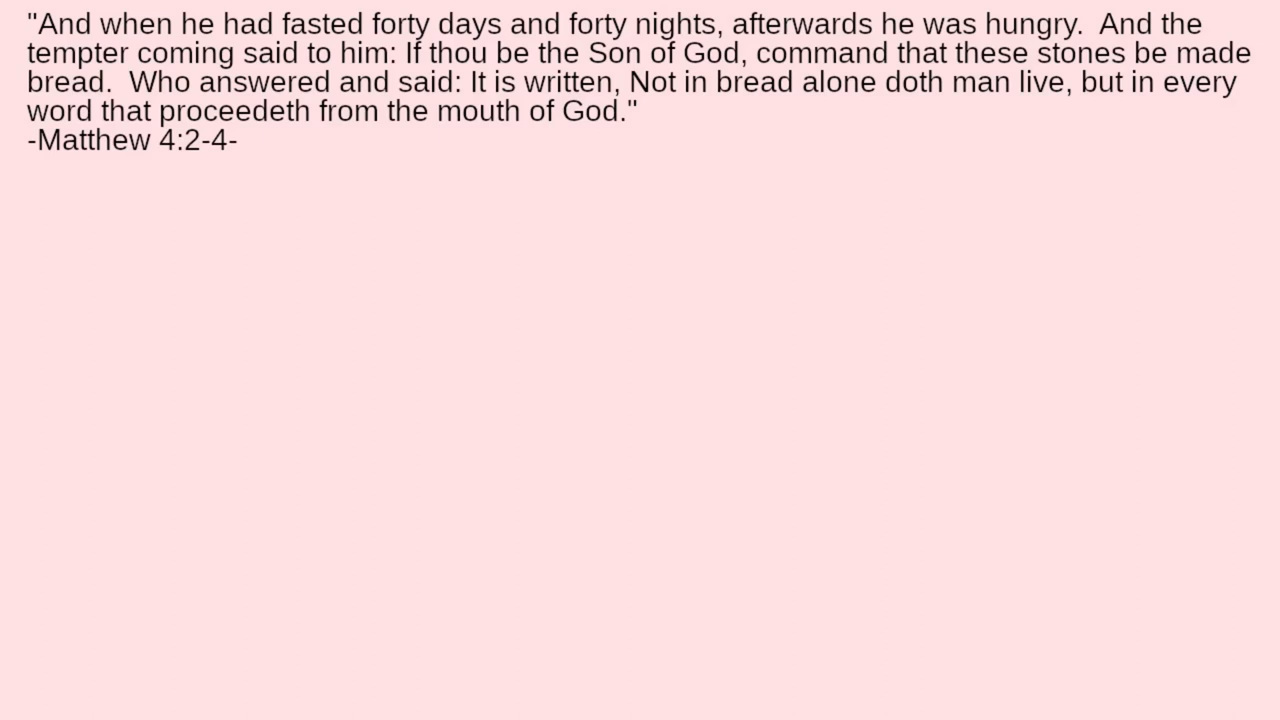 "And when he had fasted forty days and forty nights, afterwards he was hungry.  And the
tempter coming said to him: If thou be the Son of God, command that these stones be made
bread.  Who answered and said: It is written, Not in bread alone doth man live, but in every
word that proceedeth from the mouth of God."
-Matthew 4:2-4-